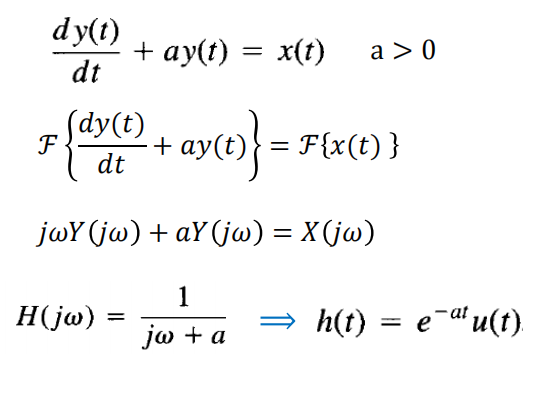 dy(t)/dt + ay(t) = x(t) a > 0
ℱ{dy(t)/dt + ay(t)} = ℱ{x(t) }
jωY(jω) + aY(jω) = X(jω)
H(jω) = 1/(jω + a) ⟹ h(t) = e^{-at}u(t).